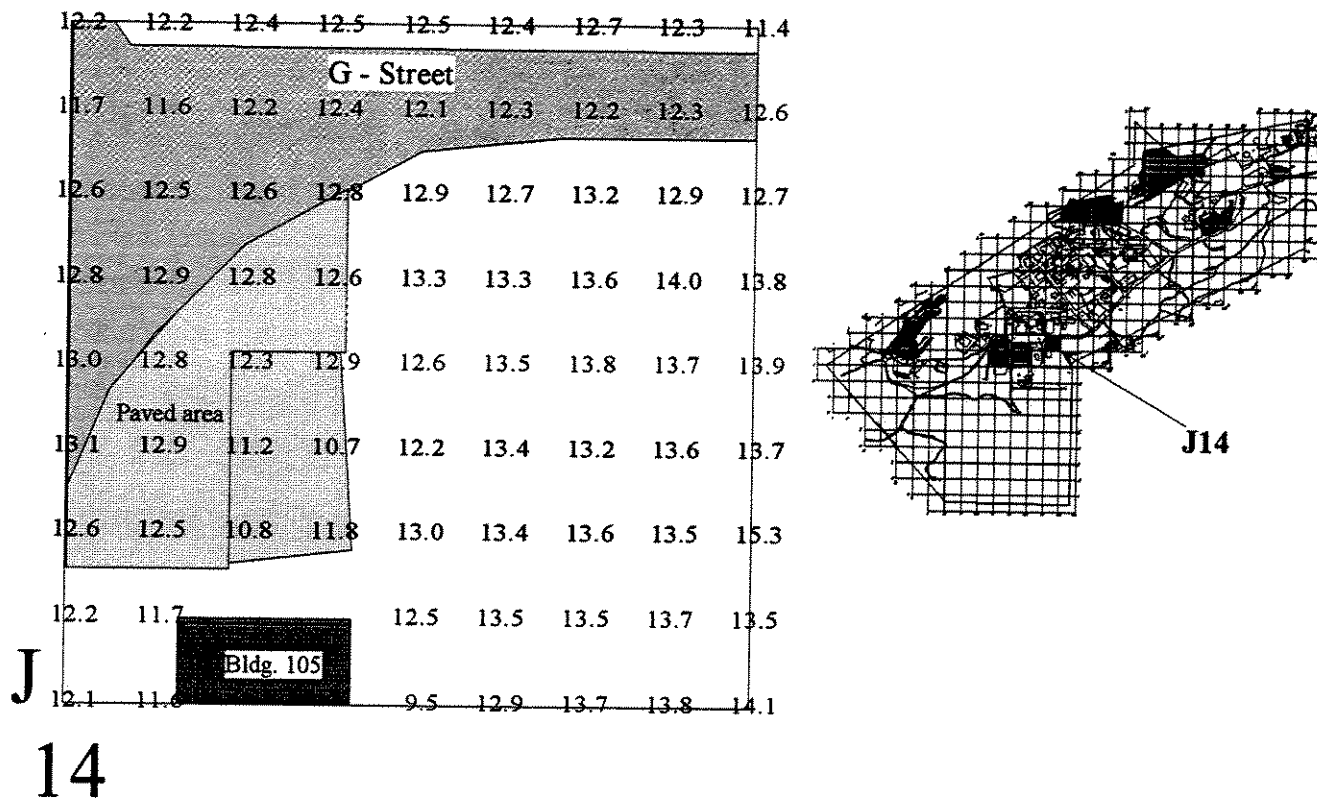 12.2 12.2 12.4 12.5 12.5 12.4 12.7 12.3 11.4
G - Street
11.7 11.6 12.2 12.4 12.1 12.3 12.2 12.3 12.6
12.6 12.5 12.6 12.8 12.9 12.7 13.2 12.9 12.7
12.8 12.9 12.8 12.6 13.3 13.3 13.6 14.0 13.8
13.0 12.8 12.3 12.9 12.6 13.5 13.8 13.7 13.9
Paved area
13.1 12.9 11.2 10.7 12.2 13.4 13.2 13.6 13.7
12.6 12.5 10.8 11.8 13.0 13.4 13.6 13.5 15.3
12.2 11.7 12.5 13.5 13.5 13.7 13.5
Bldg. 105
12.1 11.6 9.5 12.9 13.7 13.8 14.1
J
14
J14